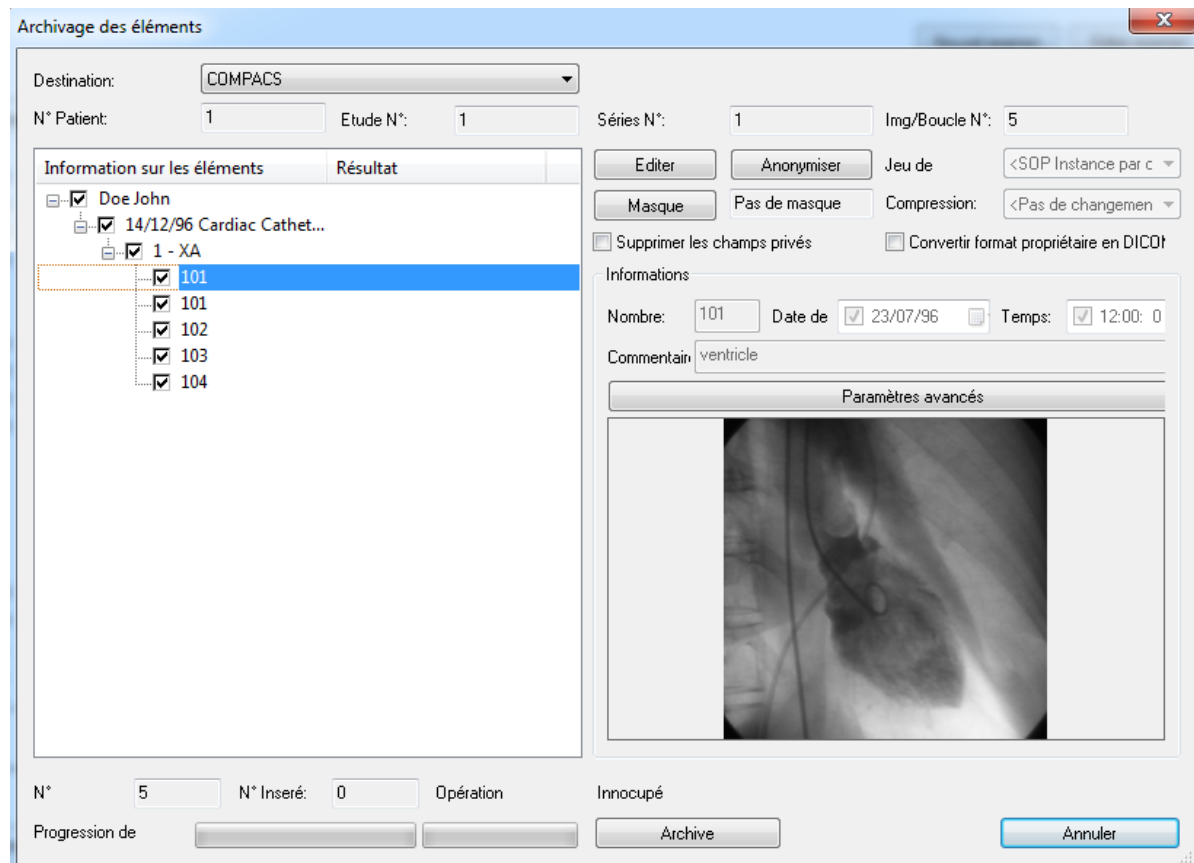 Archivage des éléments
Destination: COMPACS
N° Patient: 1 Etude N°: 1 Séries N°: 1 Img/Boucle N°: 5
Information sur les éléments Résultat
Editer Anonymiser Jeu de <SOP Instance par c
Doe John
Masque Pas de masque Compression: <Pas de changemen
14/12/96 Cardiac Cathet...
Supprimer les champs privés Convertir format propriétaire en DICOM
1 - XA
101
Informations
101
102
103
104
Nombre: 101 Date de 23/07/96 Temps: 12:00: 0
Commentair ventricle
Paramètres avancés
N° 5 N° Inseré: 0 Opération Innocupé
Progression de Archive Annuler